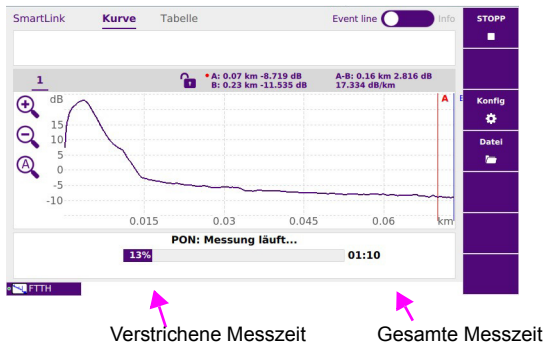 SmartLink Kurve Tabelle Event line Info STOPP
1 • A: 0.07 km -8.719 dB A-B: 0.16 km 2.816 dB
B: 0.23 km -11.535 dB 17.334 dB/km
dB A
Konfig
15
Datei
10
A
5
0
-5
-10
0.015 0.03 0.045 0.06 km
PON: Messung läuft...
13% 01:10
FTTH
Verstrichene Messzeit Gesamte Messzeit